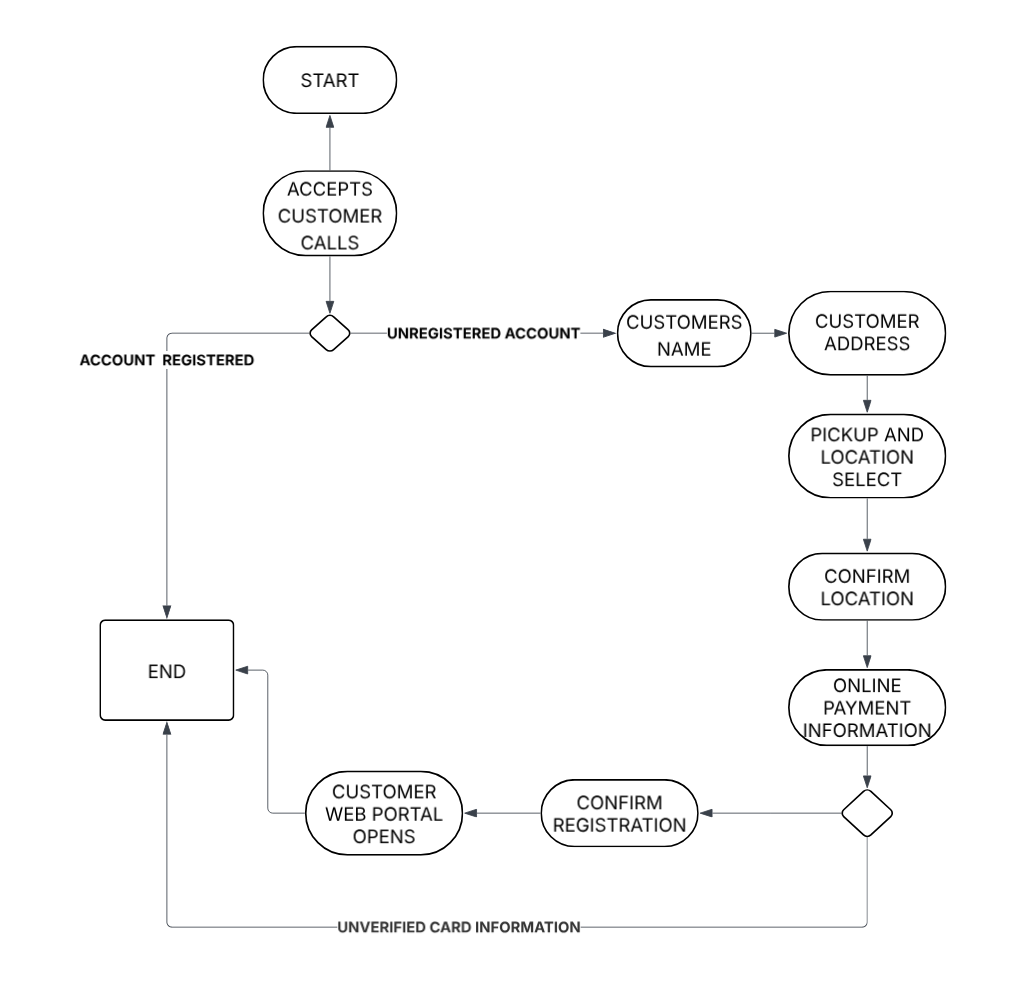 START
ACCEPTS
CUSTOMER
CALLS
UNREGISTERED ACCOUNT
ACCOUNT  REGISTERED
CUSTOMERS
NAME
CUSTOMER
ADDRESS
PICKUP AND
LOCATION
SELECT
CONFIRM
LOCATION
ONLINE
PAYMENT
INFORMATION
CONFIRM
REGISTRATION
CUSTOMER
WEB PORTAL
OPENS
END
UNVERIFIED CARD INFORMATION